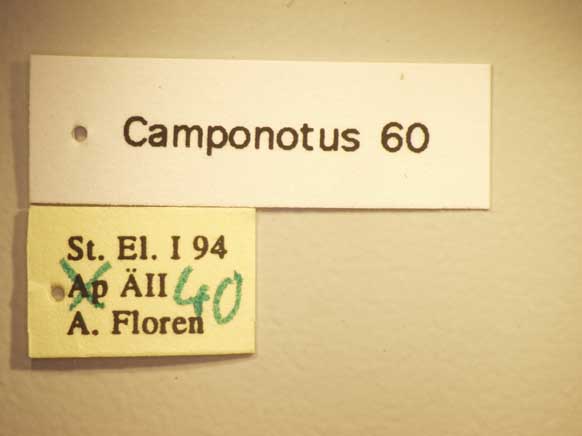 Camponotus 60
St. El. I 94
Ap ÄII 40
A. Floren